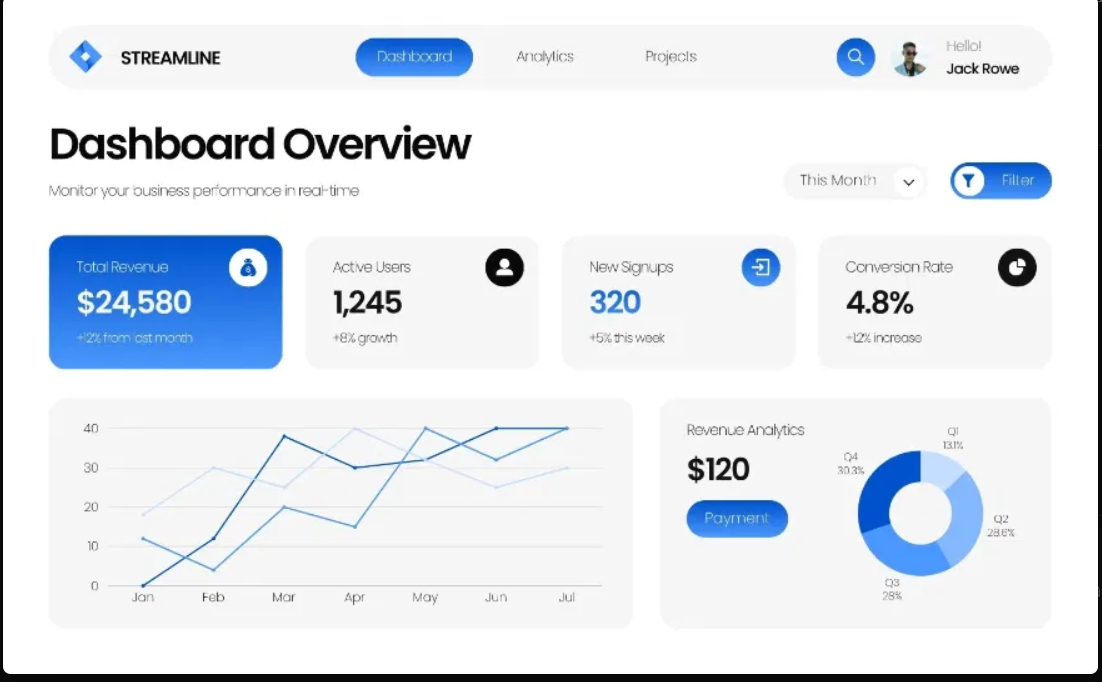 STREAMLINE
Dashboard
Analytics
Projects
Hello!
Jack Rowe
Dashboard Overview
Monitor your business performance in real-time
This Month
Filter
Total Revenue
$24,580
+12% from last month
Active Users
1,245
+8% growth
New Signups
320
+5% this week
Conversion Rate
4.8%
+1.2% increase
40
30
20
10
0
Jan
Feb
Mar
Apr
May
Jun
Jul
Revenue Analytics
$120
Payment
Q1
13.1%
Q4
30.3%
Q2
28.6%
Q3
28%